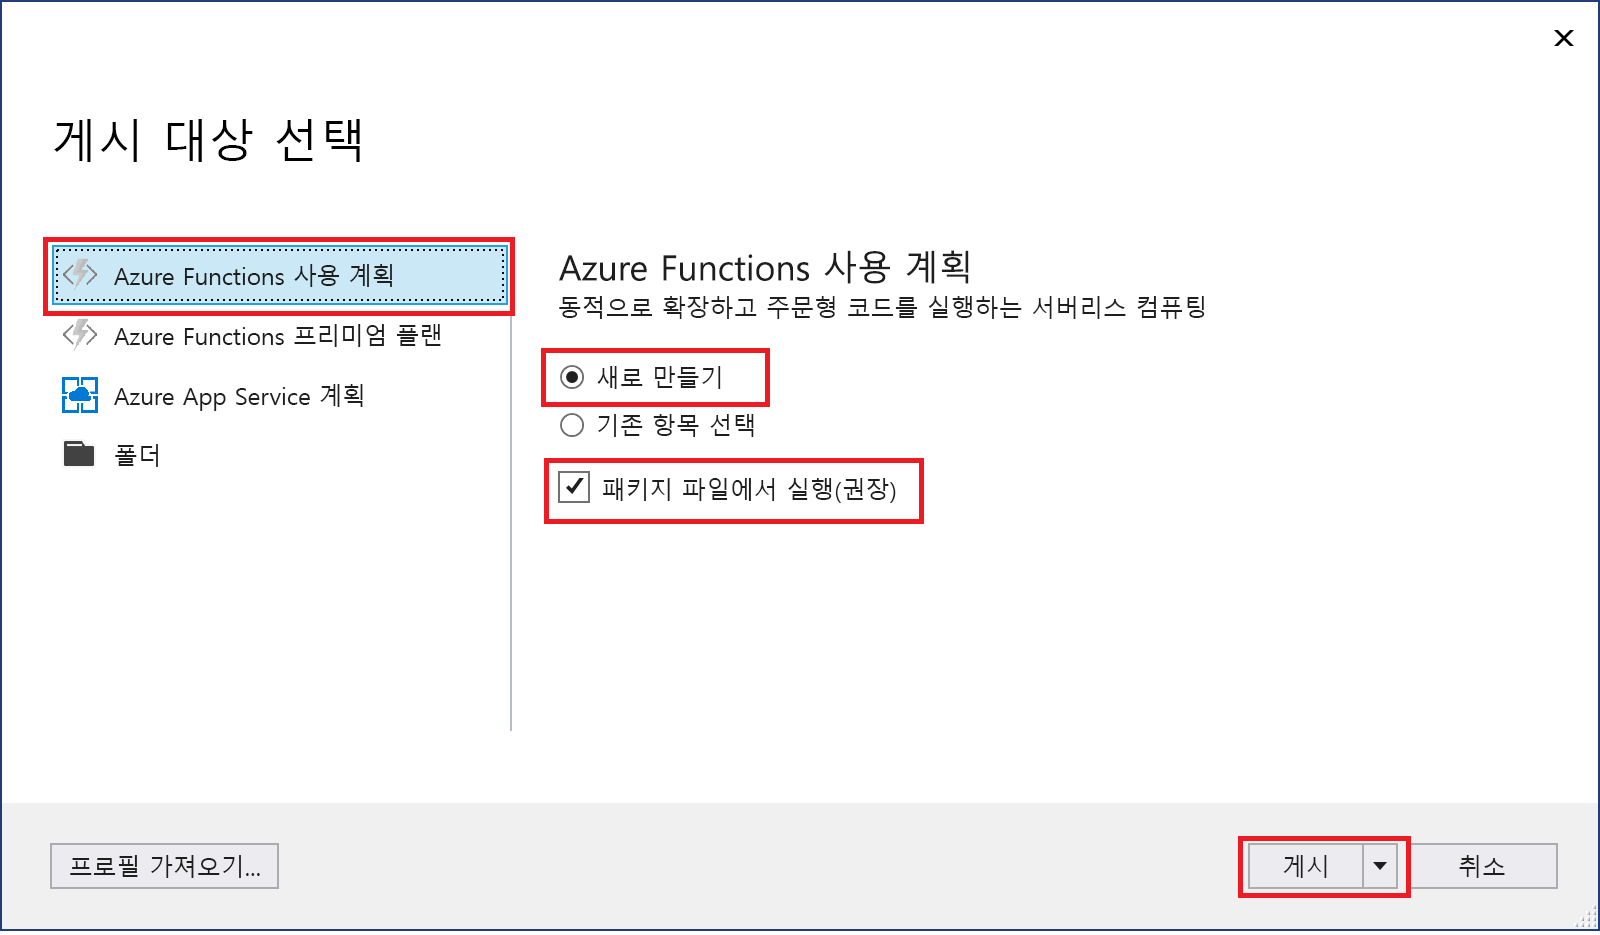 게시 대상 선택
Azure Functions 사용 계획
Azure Functions 프리미엄 플랜
Azure App Service 계획
폴더
Azure Functions 사용 계획
동적으로 확장하고 주문형 코드를 실행하는 서버리스 컴퓨팅
새로 만들기
기존 항목 선택
패키지 파일에서 실행(권장)
프로필 가져오기...
게시
취소